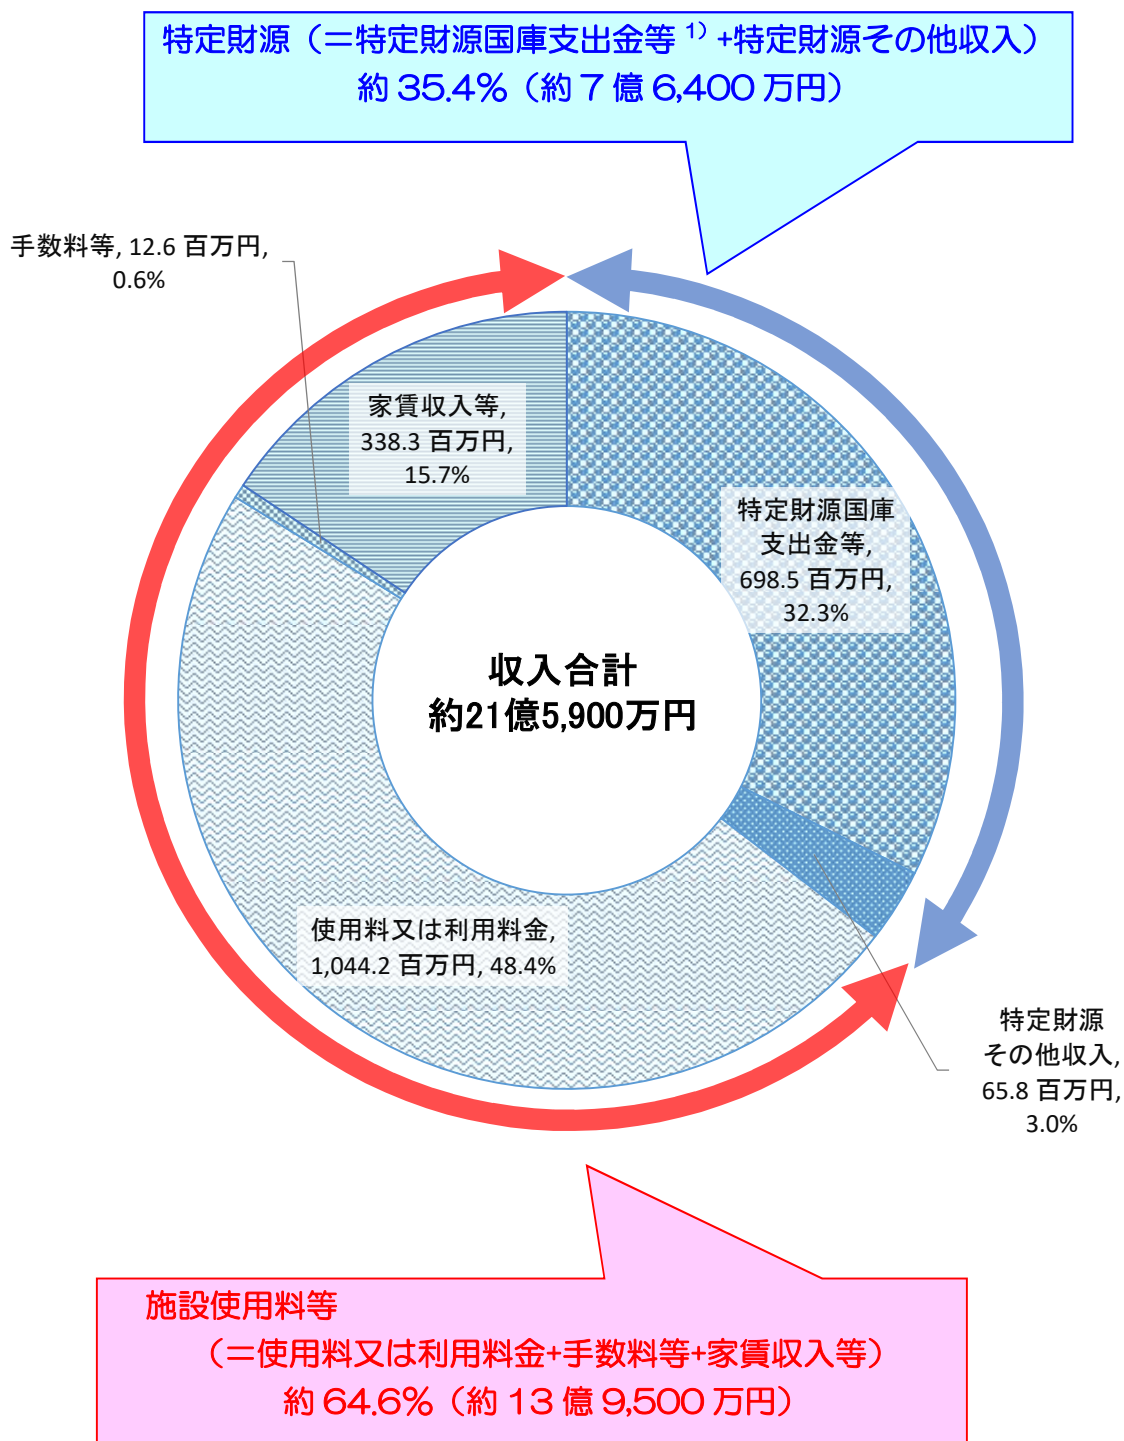 特定財源（＝特定財源国庫支出金等 1）+特定財源その他収入）
約 35.4%（約 7 億 6,400 万円）
手数料等, 12.6 百万円,
0.6%
家賃収入等,
338.3 百万円,
15.7%
特定財源国庫
支出金等,
698.5 百万円,
32.3%
収入合計
約21億5,900万円
使用料又は利用料金,
1,044.2 百万円, 48.4%
特定財源
その他収入,
65.8 百万円,
3.0%
施設使用料等
（＝使用料又は利用料金+手数料等+家賃収入等）
約 64.6%（約 13 億 9,500 万円）